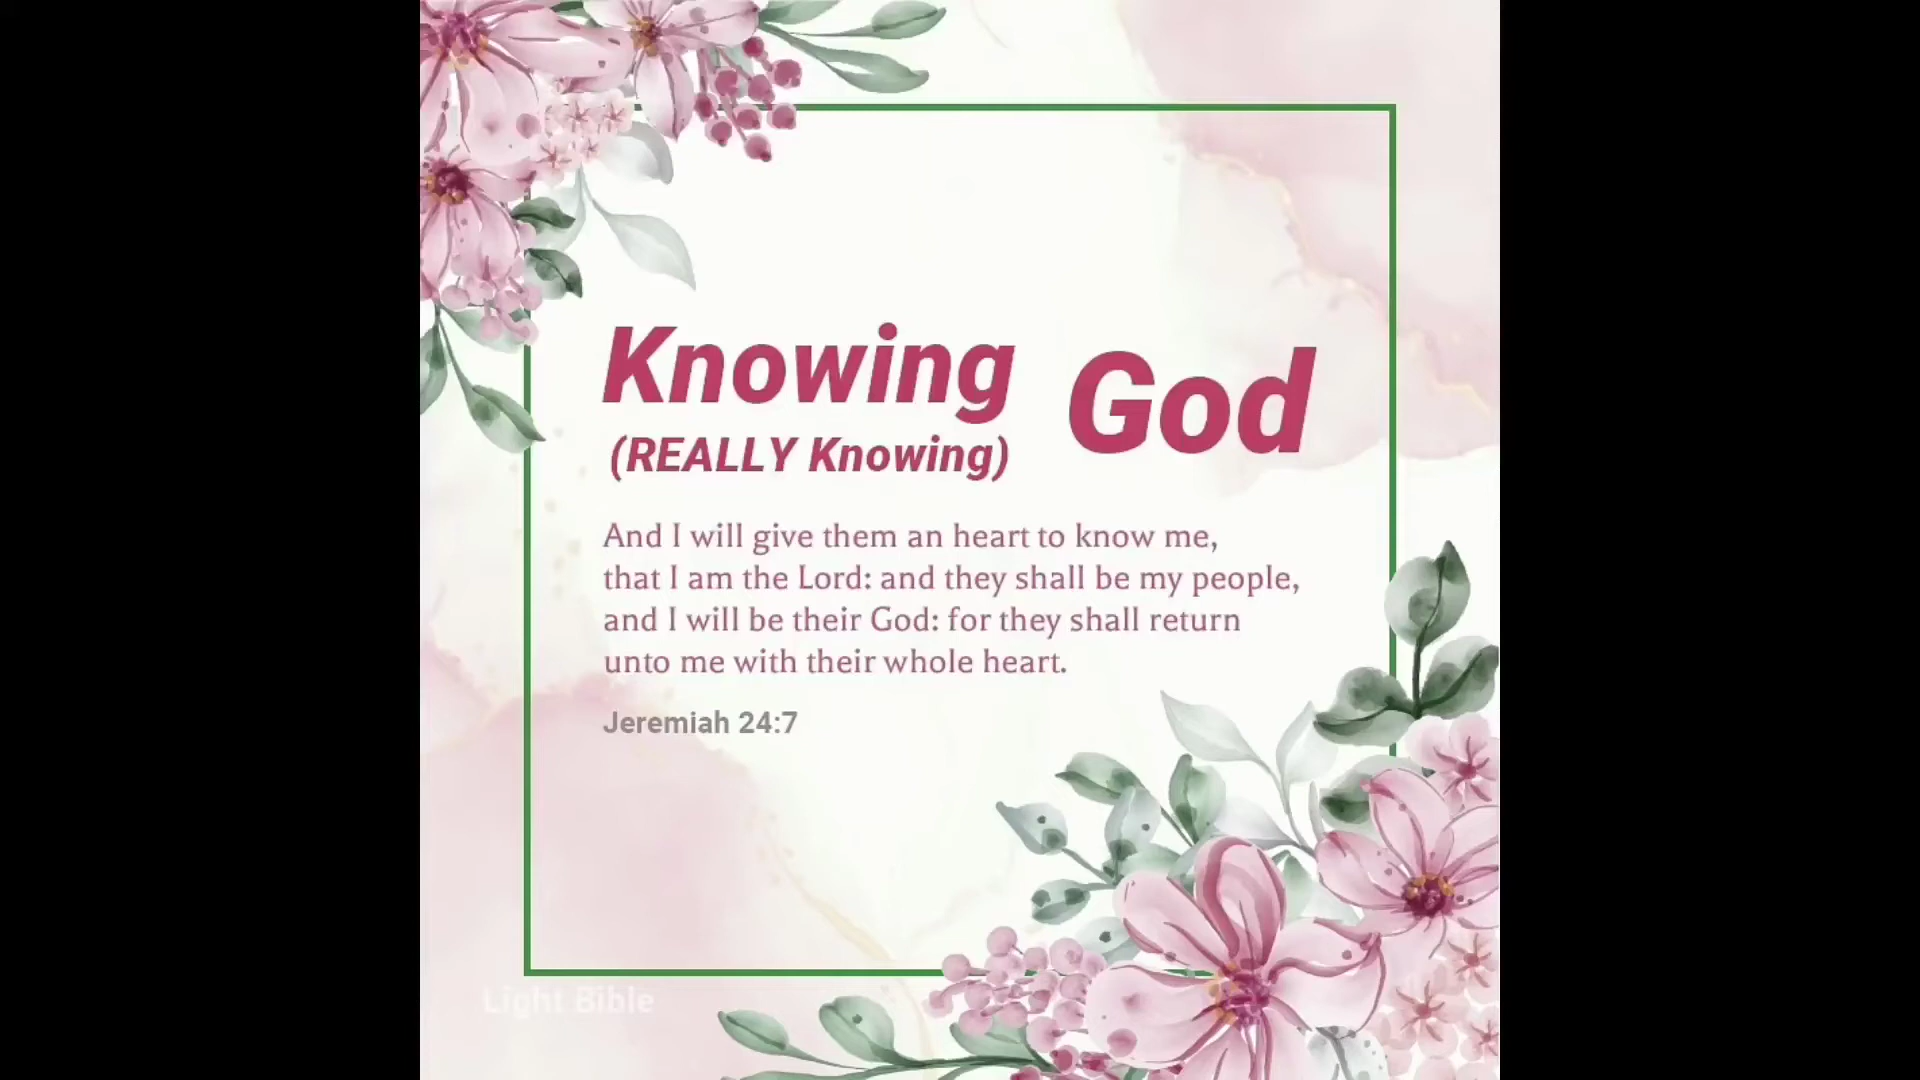 Knowing God
(REALLY Knowing)
And I will give them an heart to know me,
that I am the Lord: and they shall be my people,
and I will be their God: for they shall return
unto me with their whole heart.
Jeremiah 24:7
Light Bible